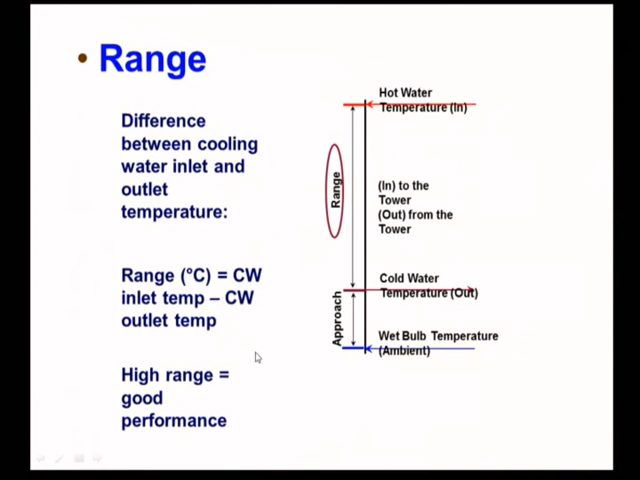 • Range
Difference
between cooling
water inlet and
outlet
temperature:
Range (°C) = CW
inlet temp – CW
outlet temp
High range =
good
performance
Hot Water
Temperature (In)
Range
(In) to the
Tower
(Out) from the
Tower
Cold Water
Temperature (Out)
Approach
Wet Bulb Temperature
(Ambient)